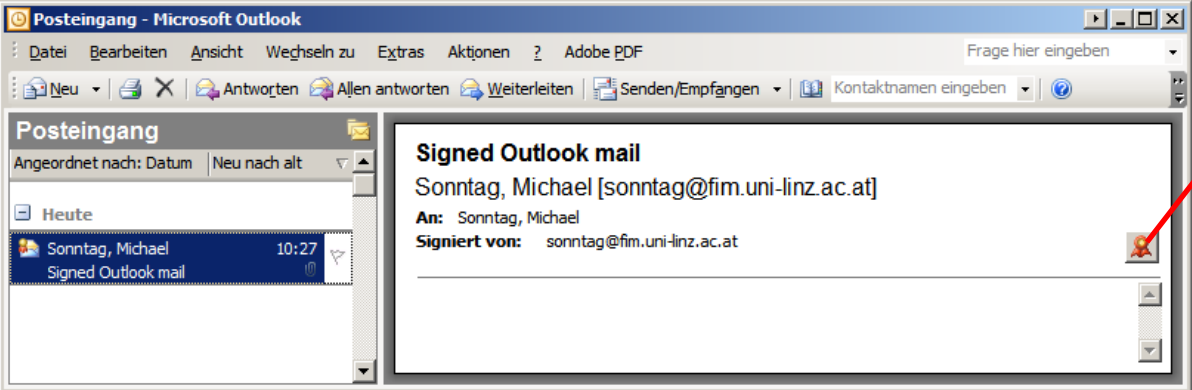 Posteingang - Microsoft Outlook
Datei Bearbeiten Ansicht Wechseln zu Extras Aktionen ? Adobe PDF Frage hier eingeben
Neu Antworten Allen antworten Weiterleiten Senden/Empfangen Kontaktnamen eingeben
Posteingang
Angeordnet nach: Datum Neu nach alt
Heute
Sonntag, Michael 10:27
Signed Outlook mail
Signed Outlook mail
Sonntag, Michael [sonntag@fim.uni-linz.ac.at]
An: Sonntag, Michael
Signiert von: sonntag@fim.uni-linz.ac.at